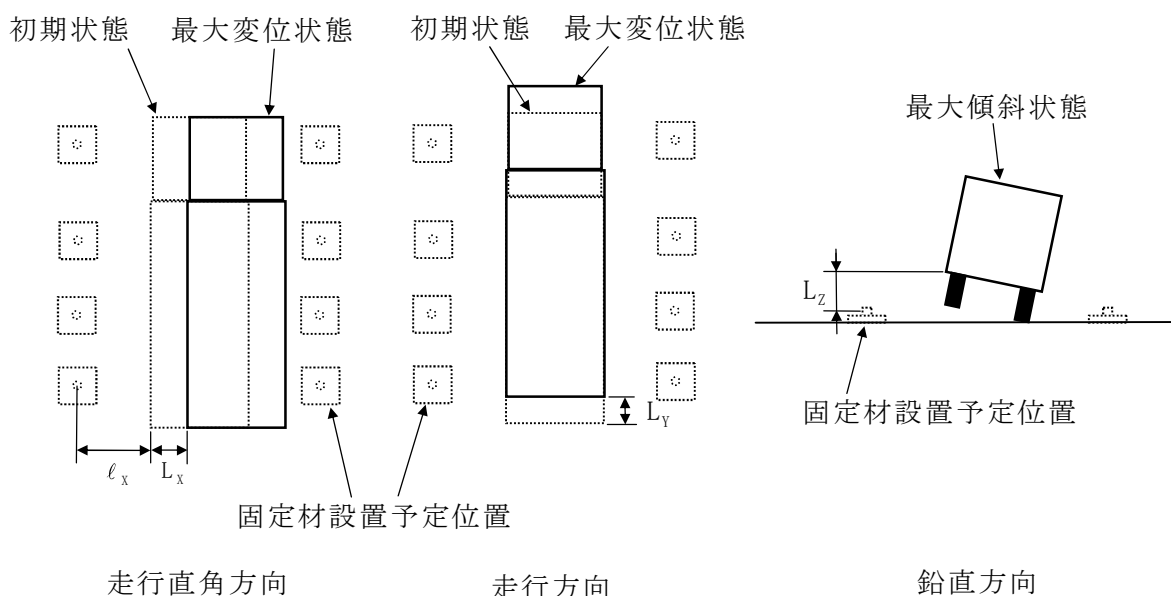 初期状態
最大変位状態
初期状態
最大変位状態
最大傾斜状態
L_Z
固定材設置予定位置
L_Y
ℓ_X
L_X
固定材設置予定位置
走行直角方向
走行方向
鉛直方向